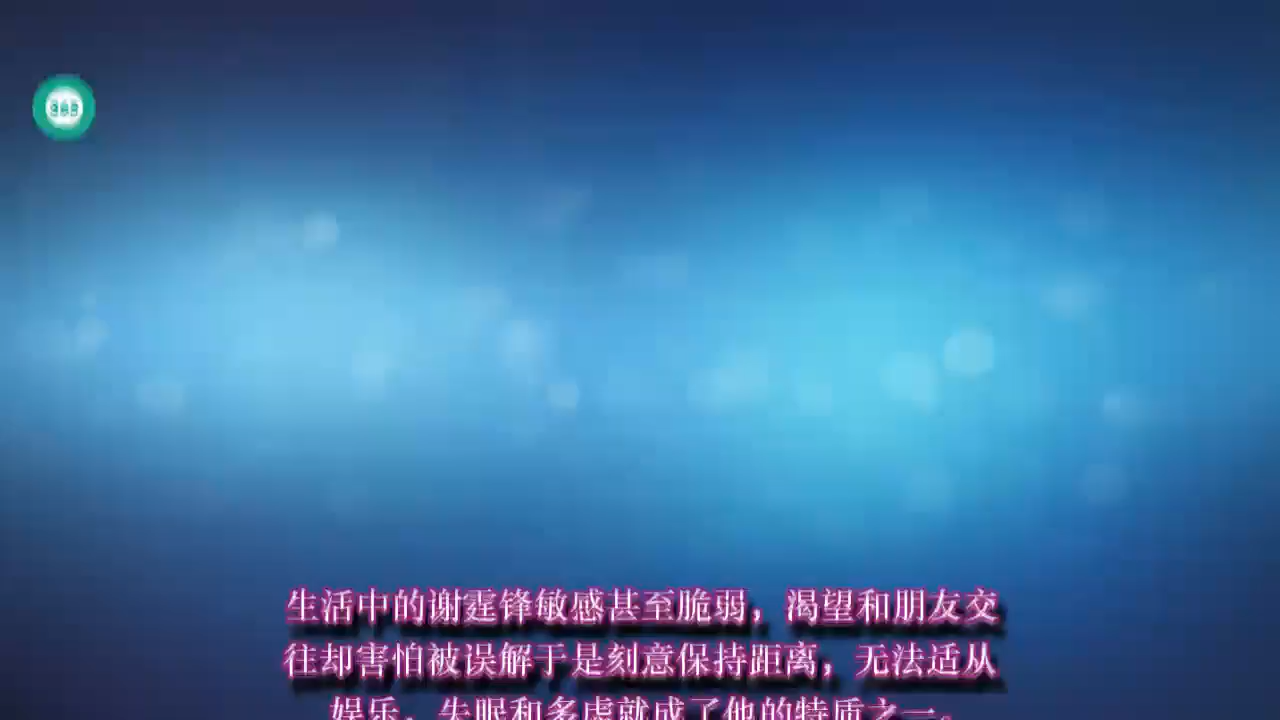 生活中的谢霆锋敏感甚至脆弱，渴望和朋友交
往却害怕被误解于是刻意保持距离，无法适从
娱乐，失眠和多虑就成了他的特质之一。